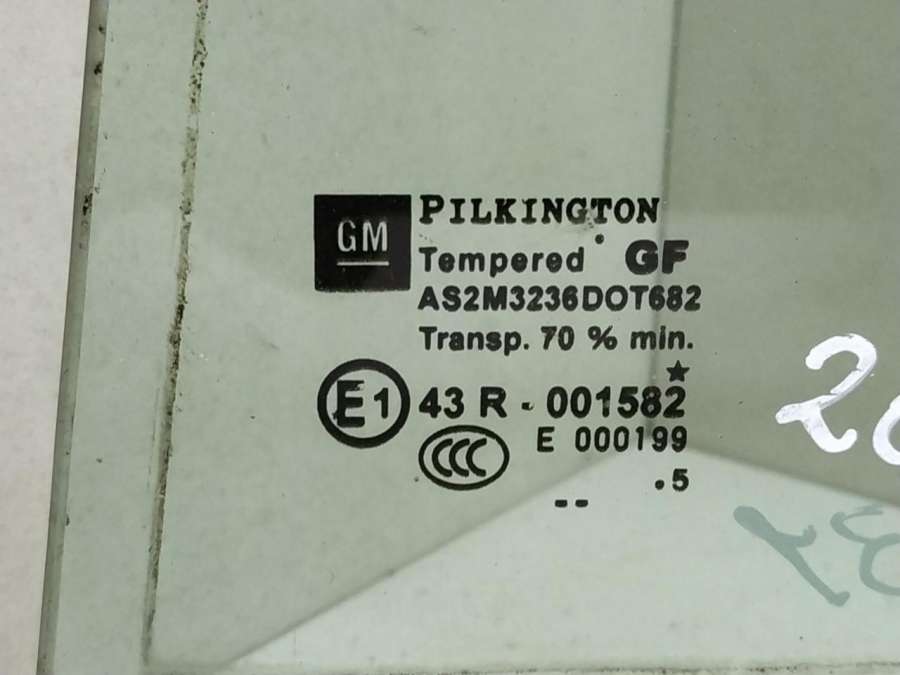 GM
PILKINGTON
Tempered GF
AS2M3236DOT682
Transp. 70 % min.
E1 43 R - 001582
CCC E 000199
.5
--